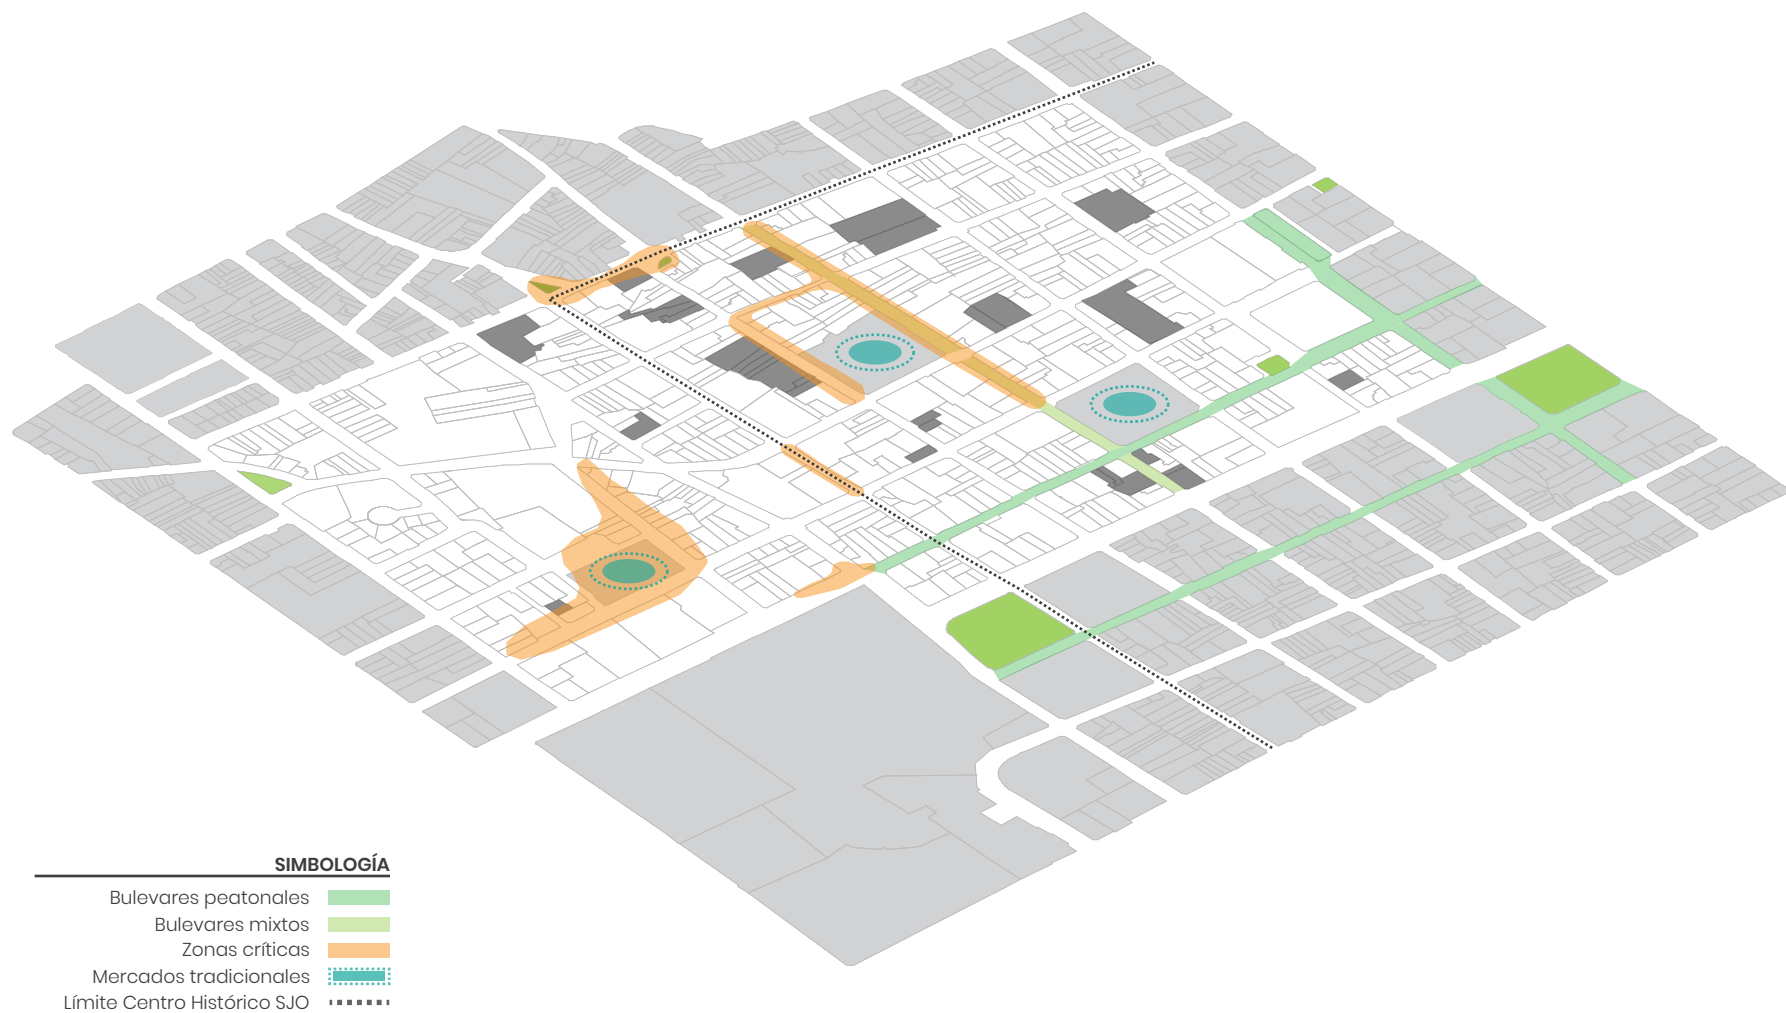 SIMBOLOGÍA
Bulevares peatonales
Bulevares mixtos
Zonas críticas
Mercados tradicionales
Límite Centro Histórico SJO